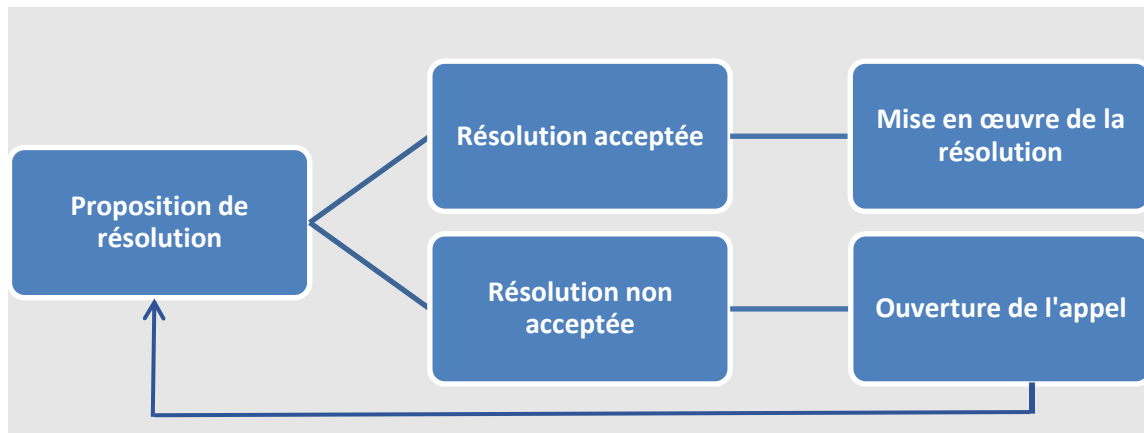 Proposition de
résolution
Résolution acceptée
Mise en œuvre de la
résolution
Résolution non
acceptée
Ouverture de l'appel